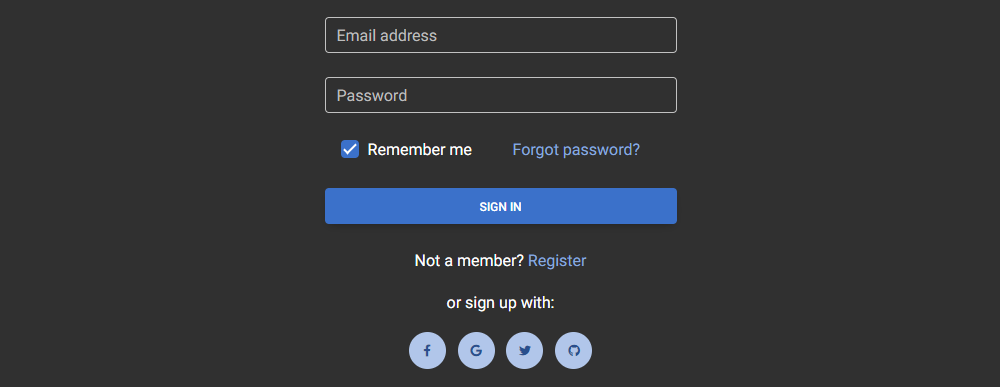 Email address
Password
Remember me Forgot password?
SIGN IN
Not a member? Register
or sign up with: